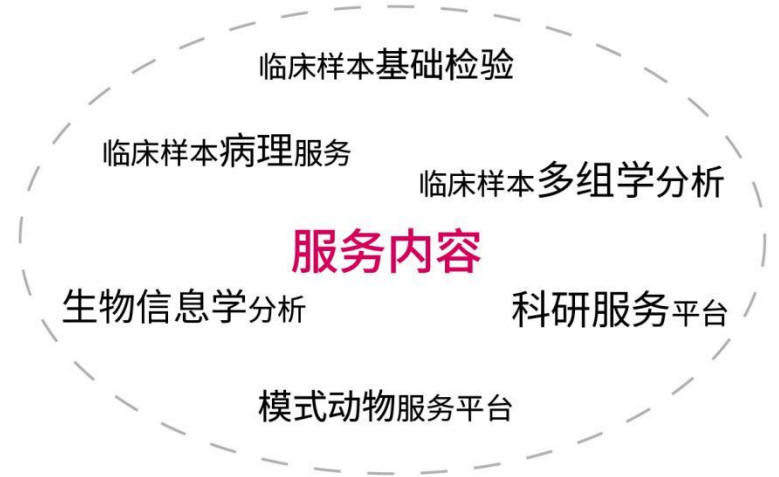 临床样本基础检验
临床样本病理服务
临床样本多组学分析
服务内容
生物信息学分析
科研服务平台
模式动物服务平台